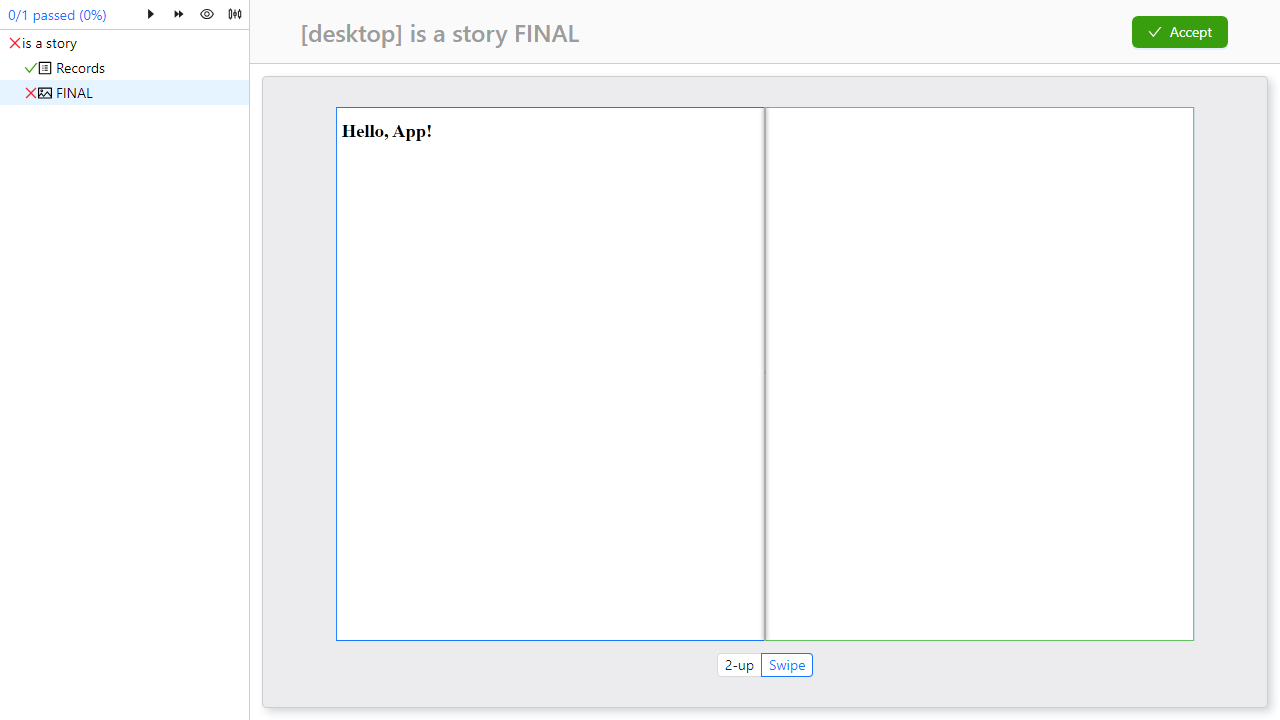 0/1 passed (0%)
is a story
Records
FINAL
[desktop] is a story FINAL
Accept
Hello, App!
2-up
Swipe